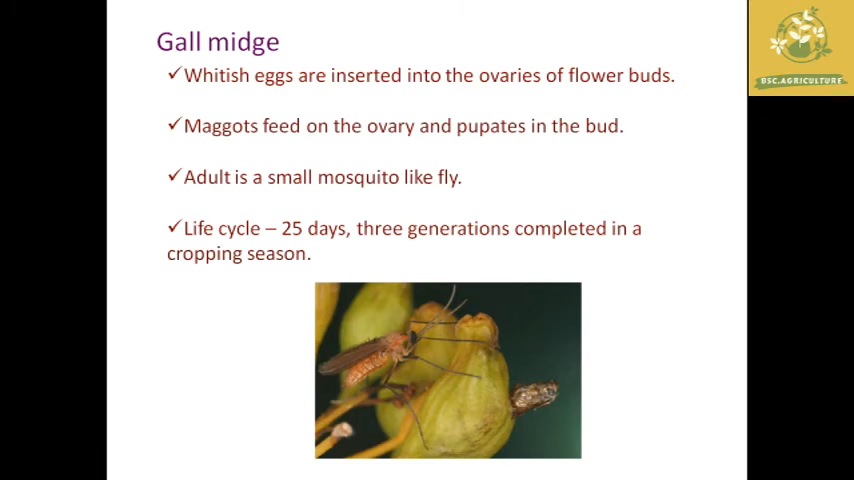 Gall midge
✓Whitish eggs are inserted into the ovaries of flower buds.
✓Maggots feed on the ovary and pupates in the bud.
✓Adult is a small mosquito like fly.
✓Life cycle – 25 days, three generations completed in a
cropping season.
BSC.AGRICULTURE